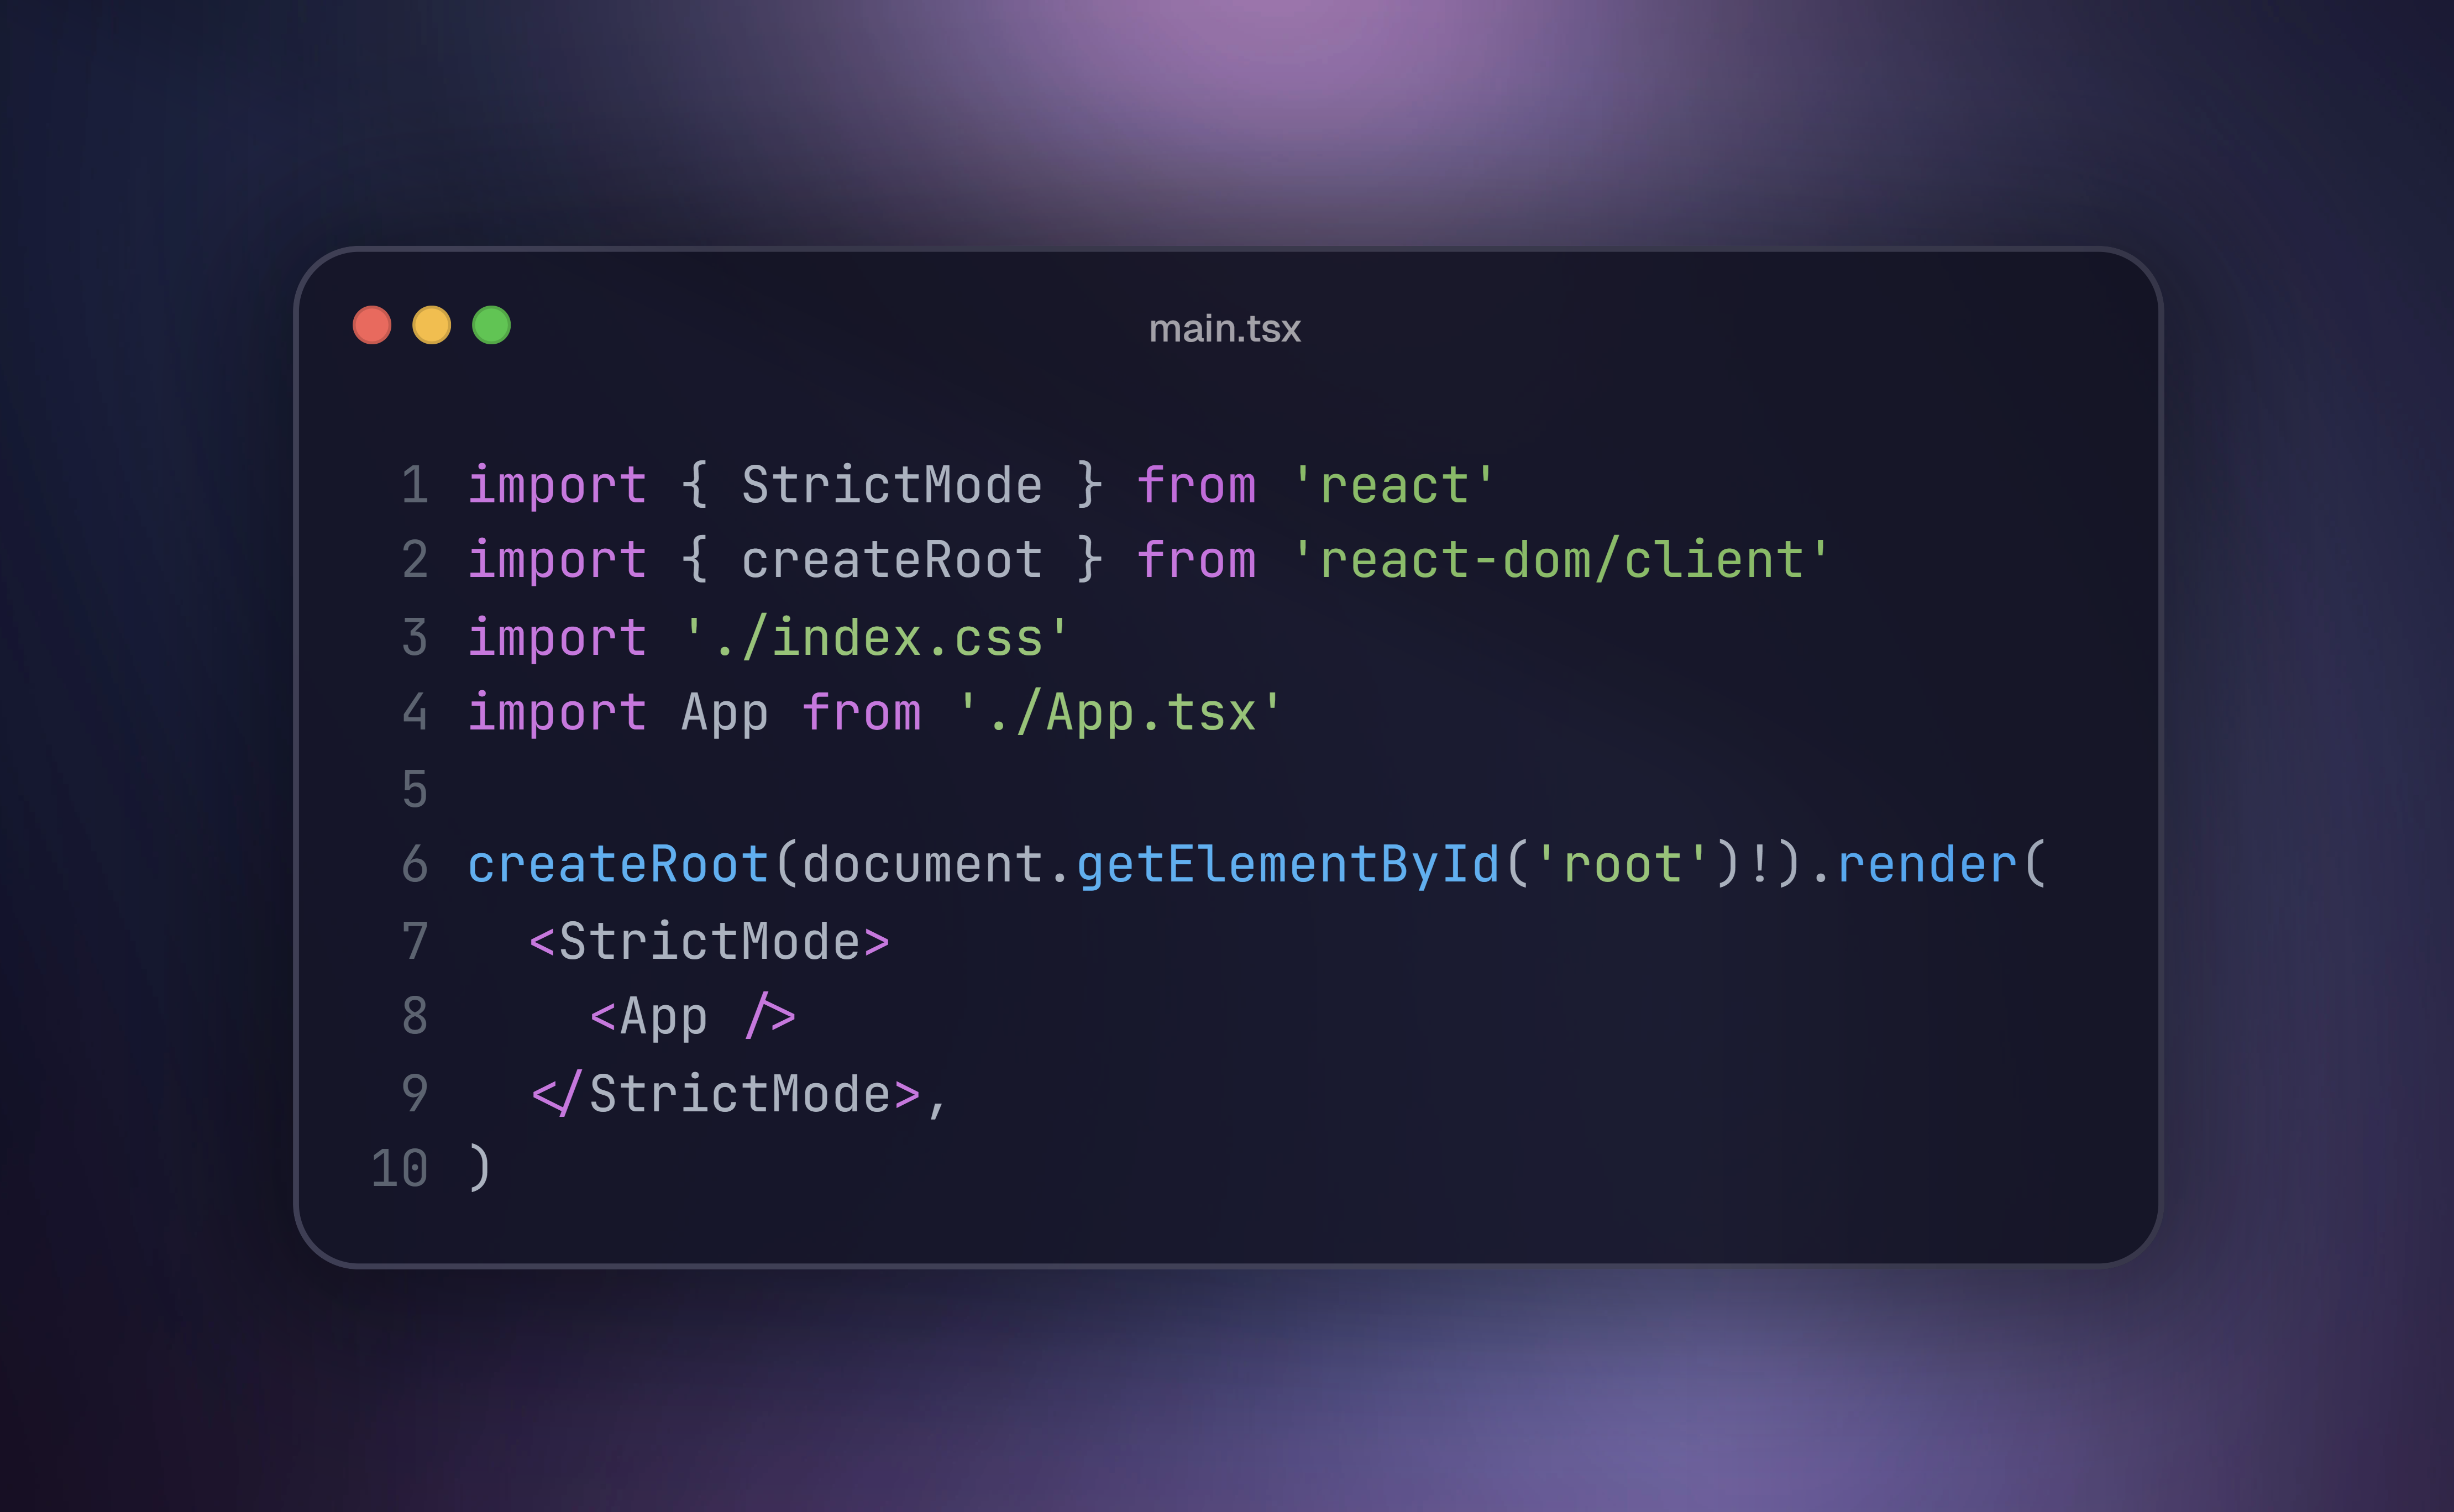 main.tsx
1 import { StrictMode } from 'react'
2 import { createRoot } from 'react-dom/client'
3 import './index.css'
4 import App from './App.tsx'
5
6 createRoot(document.getElementById('root')!).render(
7   <StrictMode>
8     <App />
9   </StrictMode>,
10 )